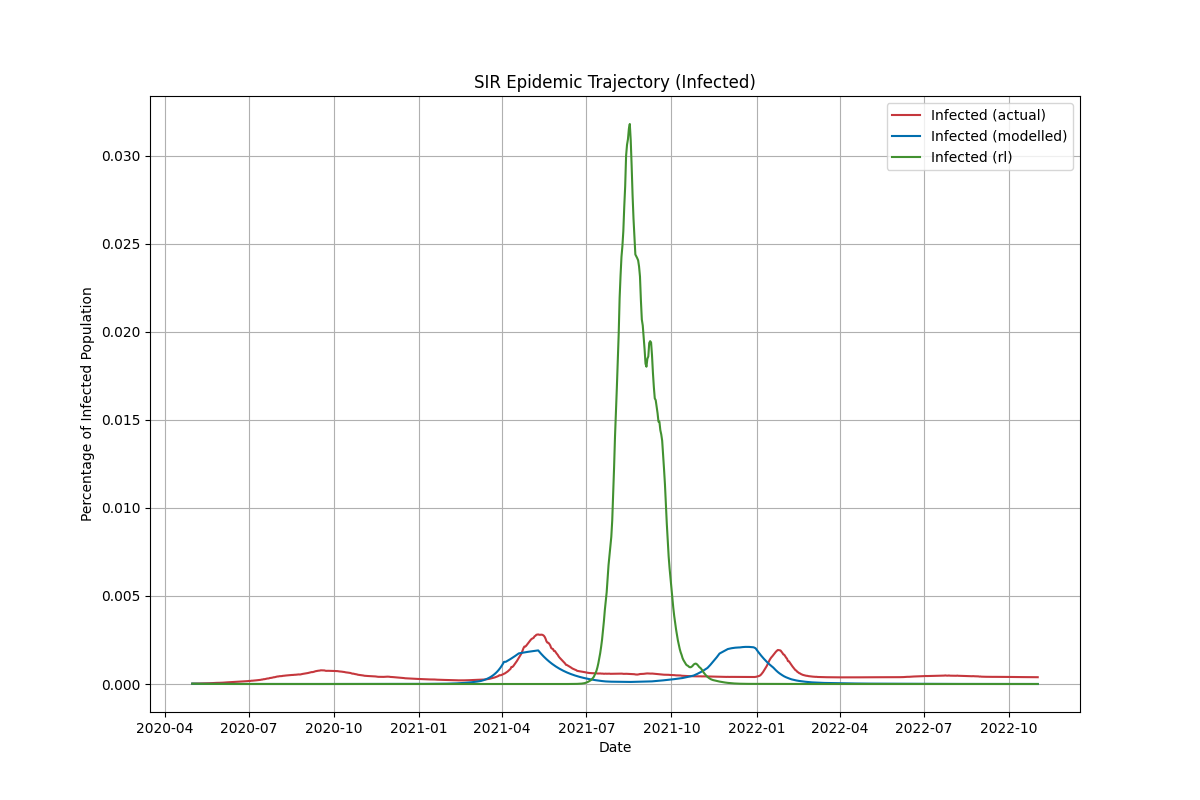 SIR Epidemic Trajectory (Infected)
Infected (actual)
Infected (modelled)
Infected (rl)
Percentage of Infected Population
0.030
0.025
0.020
0.015
0.010
0.005
0.000
2020-04 2020-07 2020-10 2021-01 2021-04 2021-07 2021-10 2022-01 2022-04 2022-07 2022-10
Date